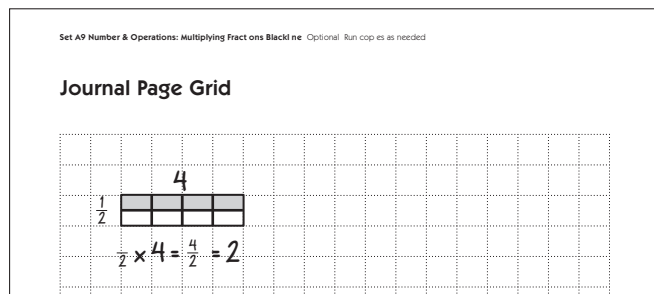 Set A9 Number & Operations: Multiplying Fract ons Blackl ne Optional Run cop es as needed
Journal Page Grid
4
1/2
/2 × 4 = 4/2 = 2